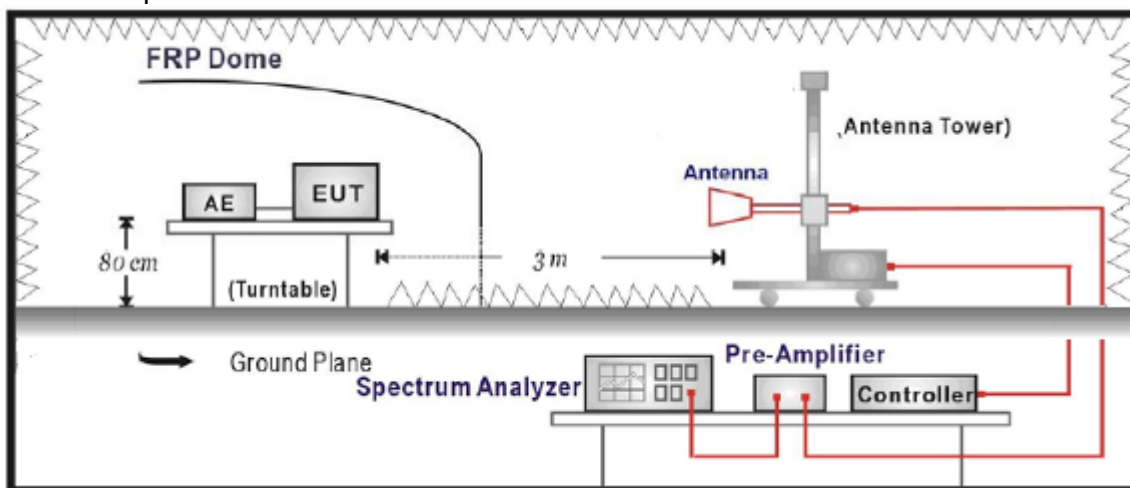 FRP Dome
AE
EUT
80 cm
(Turntable)
3 m
Antenna
Antenna Tower)
Ground Plane
Spectrum Analyzer
Pre-Amplifier
Controller